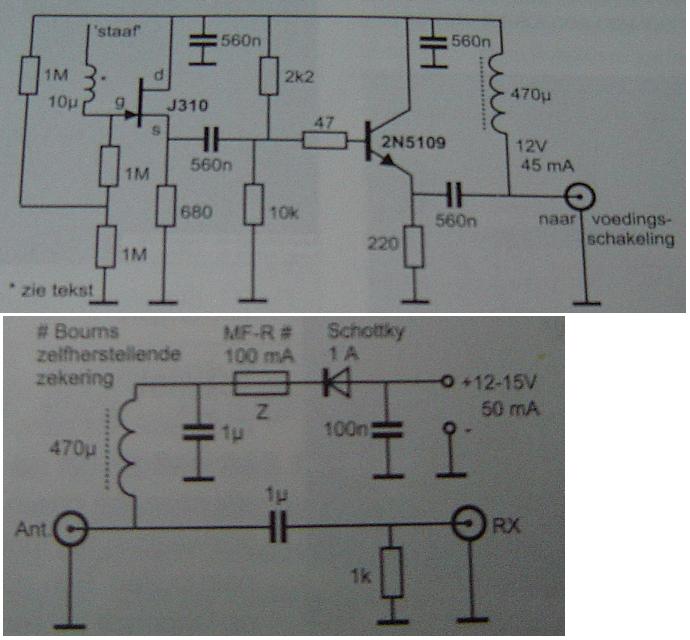 'staaf'
560n
560n
1M
2k2
*
d
10µ
g
J310
470µ
s
47
2N5109
12V
45 mA
1M
560n
680
10k
560n
naar voedings-
schakeling
220
1M
* zie tekst
# Bourns
zelfherstellende
zekering
MF-R #
100 mA
Schottky
1 A
+12-15V
50 mA
Z
1µ
100n
-
470µ
1µ
Ant.
RX
1k